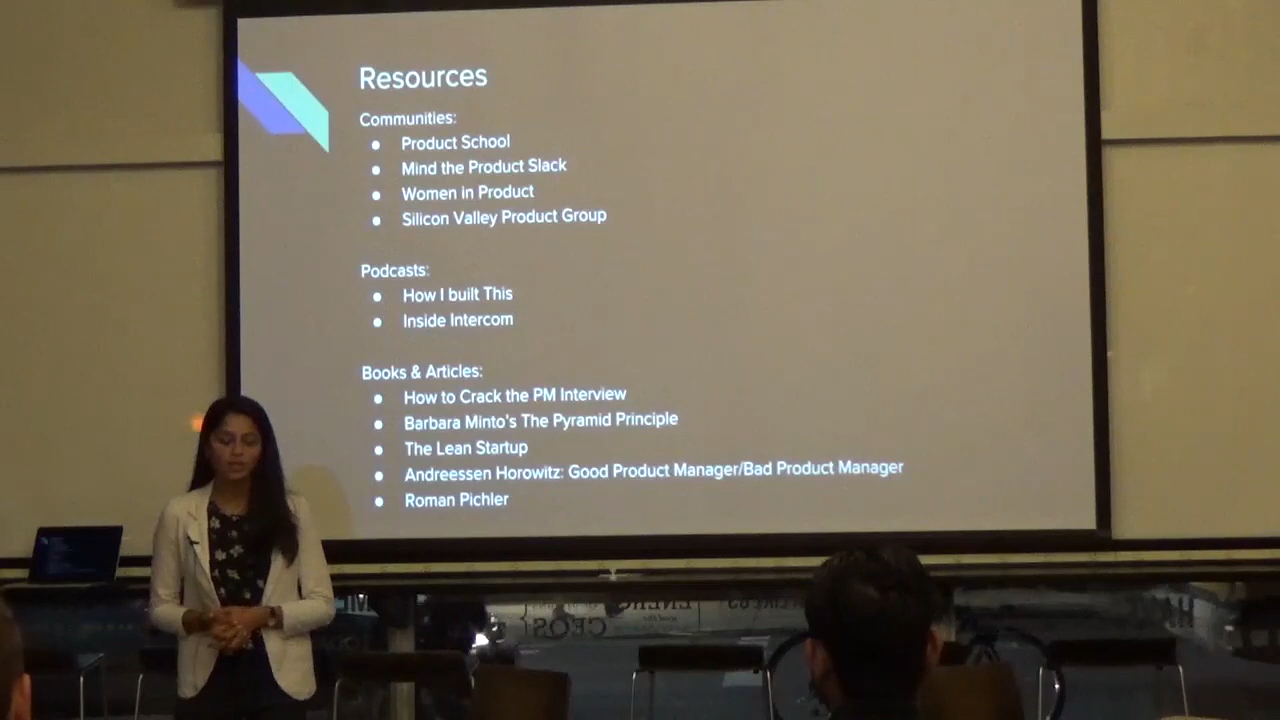 Resources
Communities:
● Product School
● Mind the Product Slack
● Women in Product
● Silicon Valley Product Group
Podcasts:
● How I built This
● Inside Intercom
Books & Articles:
● How to Crack the PM Interview
● Barbara Minto's The Pyramid Principle
● The Lean Startup
● Andreessen Horowitz: Good Product Manager/Bad Product Manager
● Roman Pichler